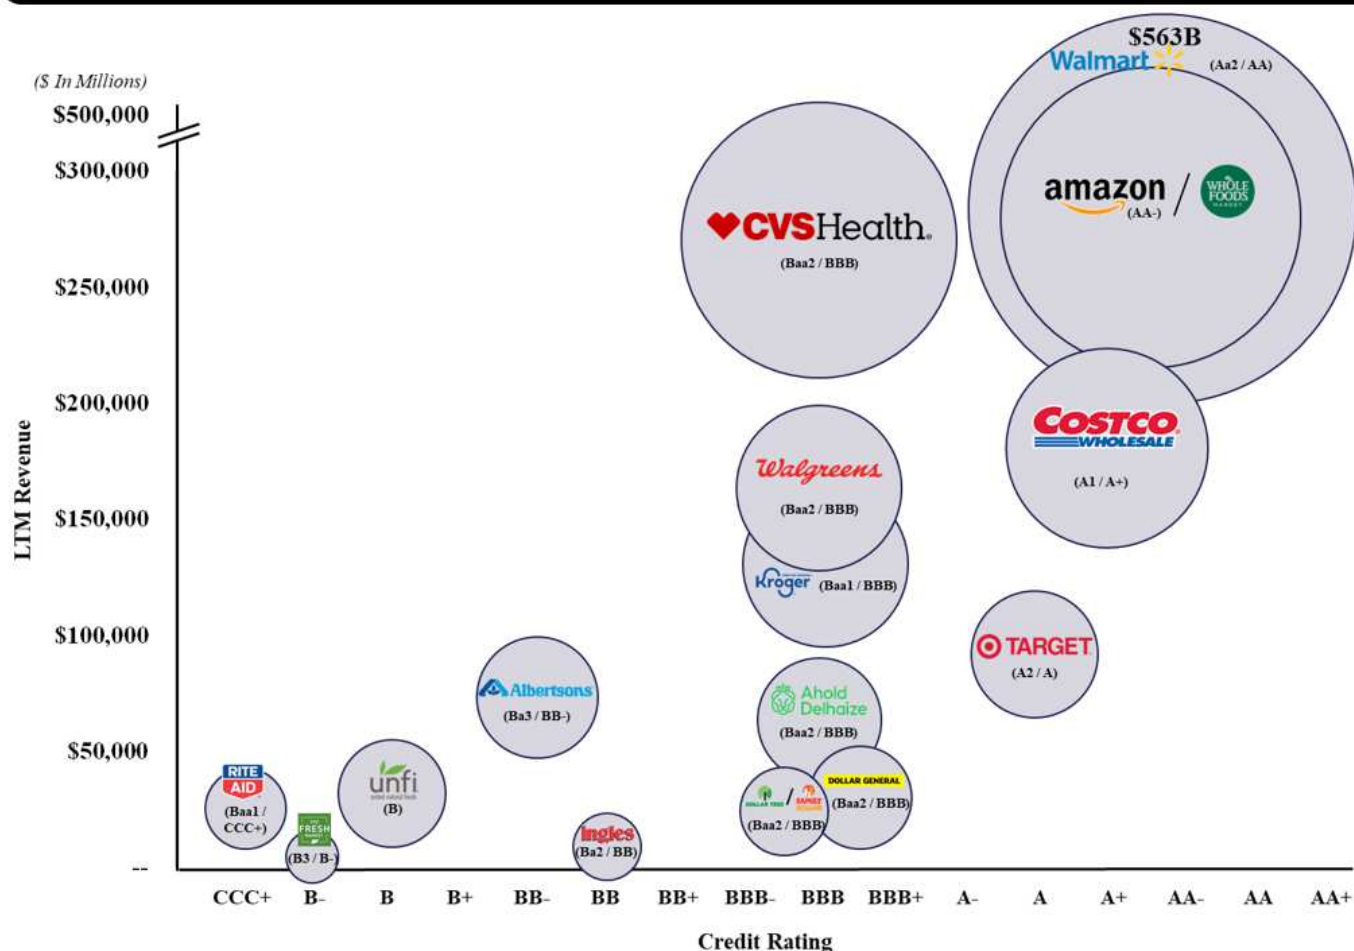 $563B
Walmart
(Aa2 / AA)
($ In Millions)
$500,000
$300,000
amazon / WHOLE FOODS MARKET
(AA-)
CVSHealth
(Baa2 / BBB)
$250,000
$200,000
COSTCO
WHOLESALE
(A1 / A+)
Walgreens
(Baa2 / BBB)
$150,000
Kroger (Baa1 / BBB)
LTM Revenue
$100,000
TARGET
(A2 / A)
Albertsons
(Ba3 / BB-)
Ahold
Delhaize
(Baa2 / BBB)
$50,000
RITE
AID
(Baa1 /
CCC+)
unfi
(B)
DOLLAR GENERAL
(Baa2 / BBB)
DOLLAR TREE / FAMILY
(Baa2 / BBB)
FRESH
(B3 / B-)
Ingles
(Ba2 / BB)
--
CCC+ B- B B+ BB- BB BB+ BBB- BBB BBB+ A- A A+ AA- AA AA+
Credit Rating